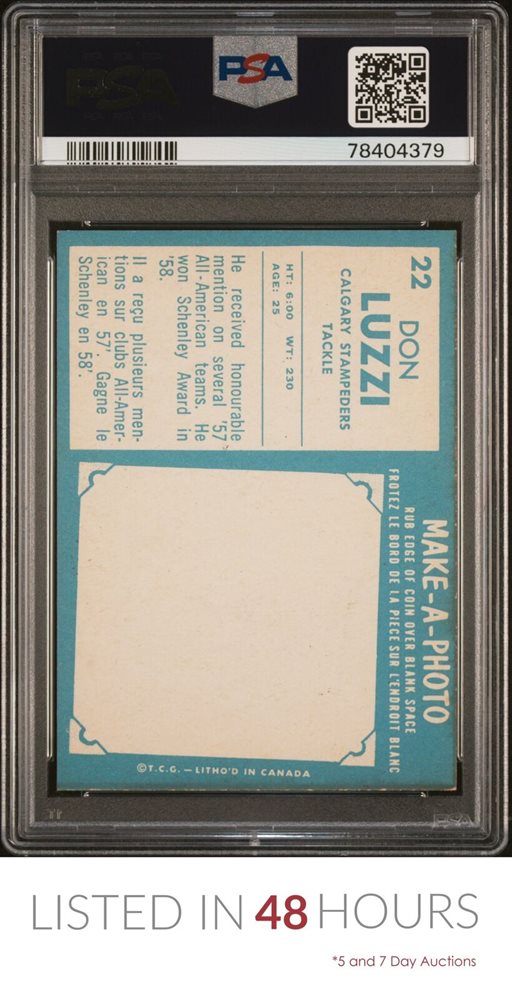 PSA
PSA
78404379
22
DON
LUZZI
CALGARY STAMPEDERS
TACKLE
HT: 6:00 WT: 230
AGE: 25
He received honourable
mention on several '57
All-American teams. He
won Schenley Award in
'58.
Il a reçu plusieurs men-
tions sur clubs All-Amer-
ican en 57'. Gagne le
Schenley en 58'.
MAKE-A-PHOTO
RUB EDGE OF COIN OVER BLANK SPACE
FROTEZ LE BORD DE LA PIECE SUR L'ENDROIT BLANC
©T.C.G. — LITHO'D IN CANADA
PSA
LISTED IN 48 HOURS
*5 and 7 Day Auctions